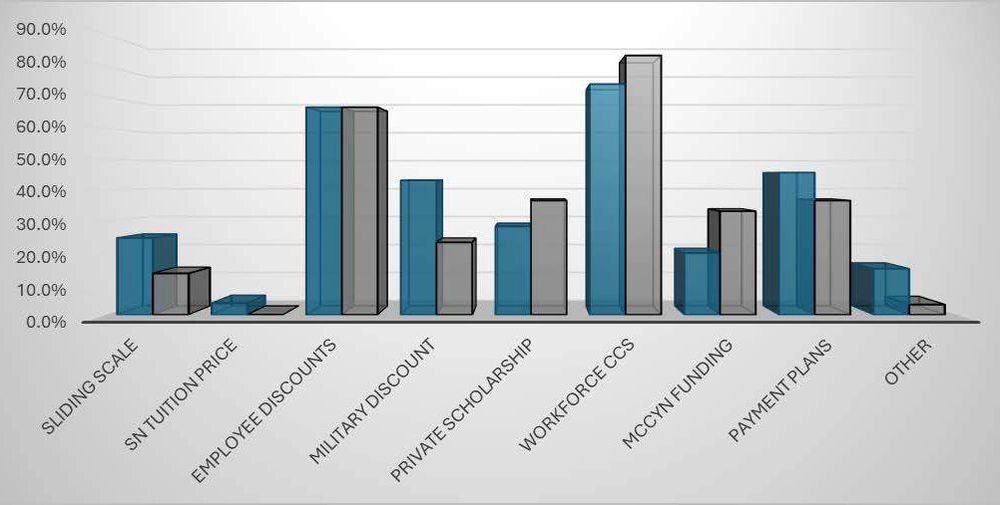 90.0%
80.0%
70.0%
60.0%
50.0%
40.0%
30.0%
20.0%
10.0%
0.0%
SLIDING SCALE
SN TUITION PRICE
EMPLOYEE DISCOUNTS
MILITARY DISCOUNT
PRIVATE SCHOLARSHIP
WORKFORCE CCS
MCCYN FUNDING
PAYMENT PLANS
OTHER